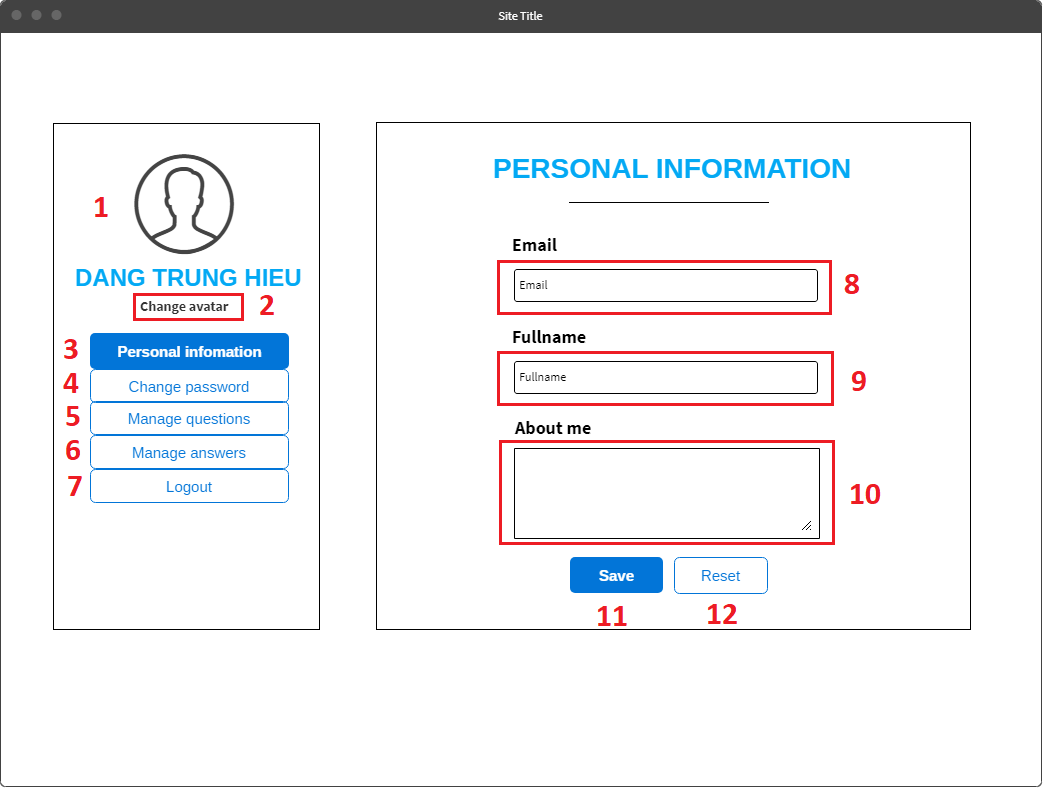 Site Title
1
DANG TRUNG HIEU
Change avatar 2
3 Personal infomation
4 Change password
5 Manage questions
6 Manage answers
7 Logout
PERSONAL INFORMATION
Email
Email 8
Fullname
Fullname 9
About me
10
Save Reset
11 12